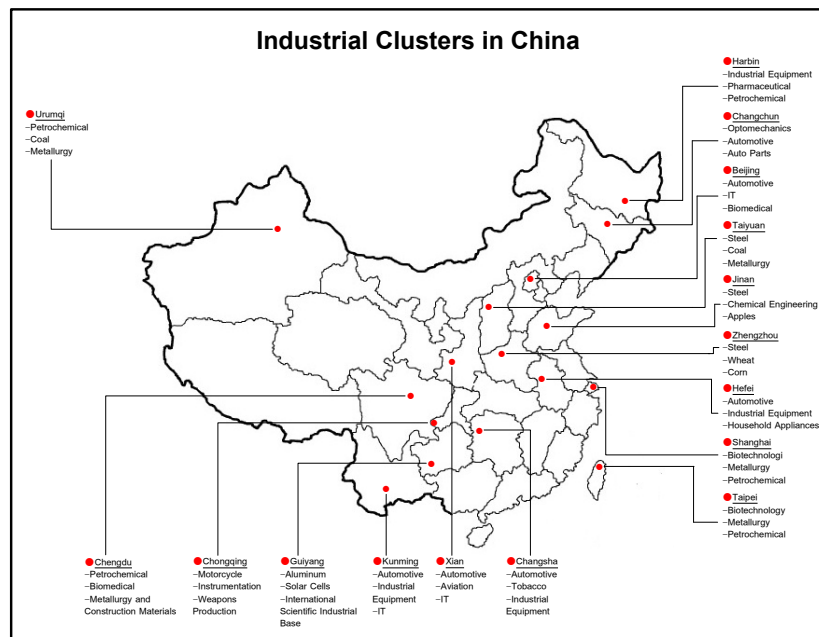 Industrial Clusters in China
Urumqi
–Petrochemical
–Coal
–Metallurgy
Harbin
–Industrial Equipment
–Pharmaceutical
–Petrochemical
Changchun
–Optomechanics
–Automotive
–Auto Parts
Beijing
–Automotive
–IT
–Biomedical
Taiyuan
–Steel
–Coal
–Metallurgy
Jinan
–Steel
–Chemical Engineering
–Apples
Zhengzhou
–Steel
–Wheat
–Corn
Hefei
–Automotive
–Industrial Equipment
–Household Appliances
Shanghai
–Biotechnologi
–Metallurgy
–Petrochemical
Taipei
–Biotechnology
–Metallurgy
–Petrochemical
Chengdu
–Petrochemical
–Biomedical
–Metallurgy and
Construction Materials
Chongqing
–Motorcycle
–Instrumentation
–Weapons
Production
Guiyang
–Aluminum
–Solar Cells
–International
Scientific Industrial
Base
Kunming
–Automotive
–Industrial
Equipment
–IT
Xian
–Automotive
–Aviation
–IT
Changsha
–Automotive
–Tobacco
–Industrial
Equipment